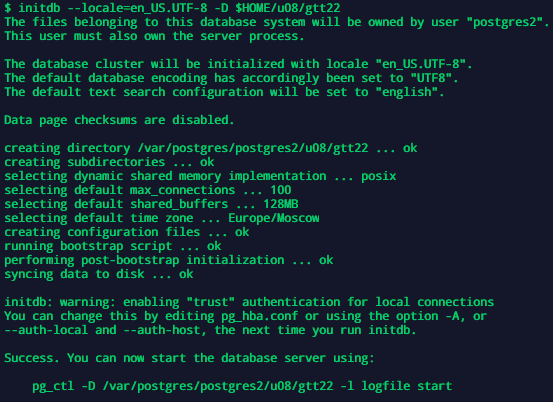 $ initdb --locale=en_US.UTF-8 -D $HOME/u08/gtt22
The files belonging to this database system will be owned by user "postgres2".
This user must also own the server process.
The database cluster will be initialized with locale "en_US.UTF-8".
The default database encoding has accordingly been set to "UTF8".
The default text search configuration will be set to "english".
Data page checksums are disabled.
creating directory /var/postgres/postgres2/u08/gtt22 ... ok
creating subdirectories ... ok
selecting dynamic shared memory implementation ... posix
selecting default max_connections ... 100
selecting default shared_buffers ... 128MB
selecting default time zone ... Europe/Moscow
creating configuration files ... ok
running bootstrap script ... ok
performing post-bootstrap initialization ... ok
syncing data to disk ... ok
initdb: warning: enabling "trust" authentication for local connections
You can change this by editing pg_hba.conf or using the option -A, or
--auth-local and --auth-host, the next time you run initdb.
Success. You can now start the database server using:
pg_ctl -D /var/postgres/postgres2/u08/gtt22 -l logfile start